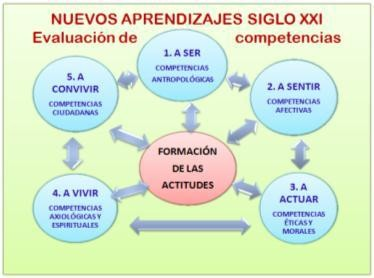 NUEVOS APRENDIZAJES SIGLO XXI
Evaluación de competencias
1. A SER
COMPETENCIAS
ANTROPOLÓGICAS
2. A SENTIR
COMPETENCIAS
AFECTIVAS
3. A
ACTUAR
COMPETENCIAS
ÉTICAS Y
MORALES
4. A VIVIR
COMPETENCIAS
AXIOLÓGICAS Y
ESPIRITUALES
5. A
CONVIVIR
COMPETENCIAS
CIUDADANAS
FORMACIÓN
DE LAS
ACTITUDES